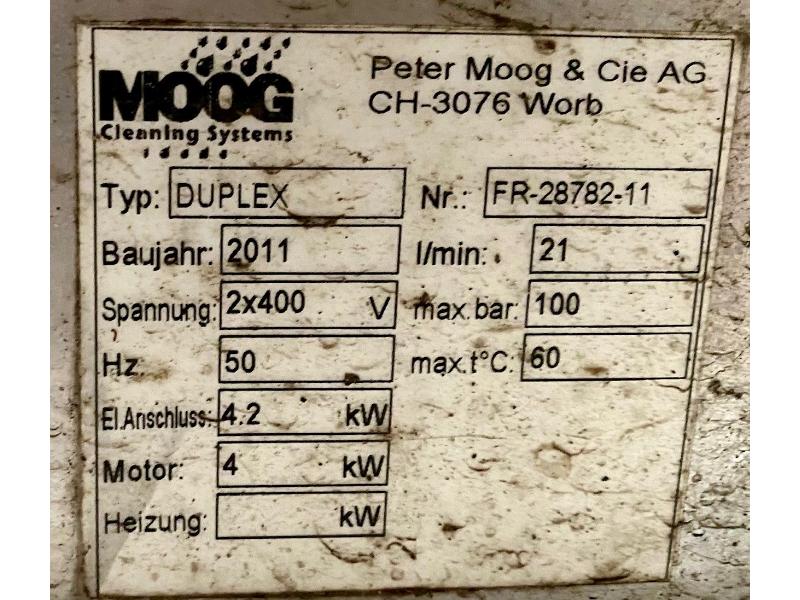 MOOG
Cleaning Systems
Peter Moog & Cie AG
CH-3076 Worb
Typ: DUPLEX Nr.: FR-28782-11
Baujahr: 2011 l/min: 21
Spannung: 2x400 V max.bar: 100
Hz: 50 max.t°C: 60
El.Anschluss: 4.2 kW
Motor: 4 kW
Heizung: kW